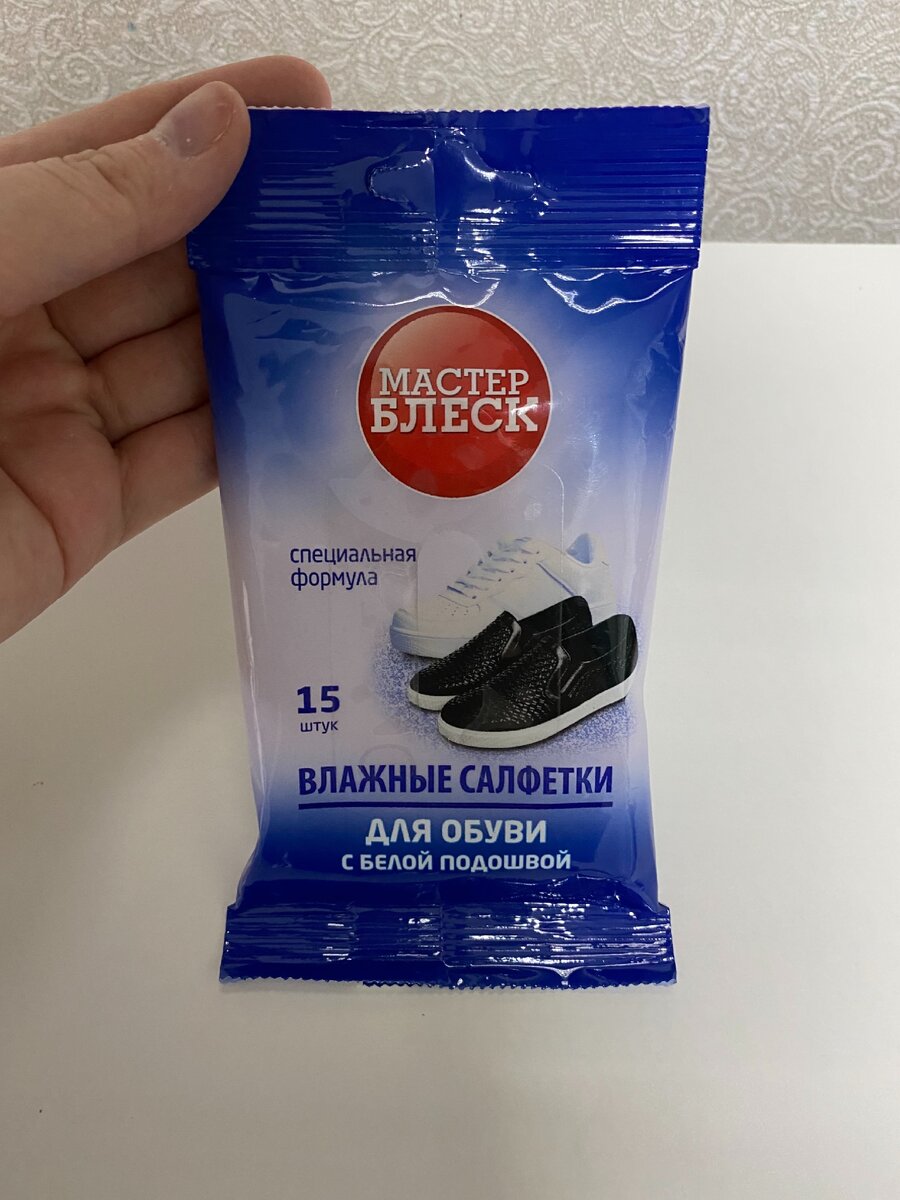 МАСТЕР
БЛЕСК
специальная
формула
15
штук
ВЛАЖНЫЕ САЛФЕТКИ
ДЛЯ ОБУВИ
С БЕЛОЙ ПОДОШВОЙ